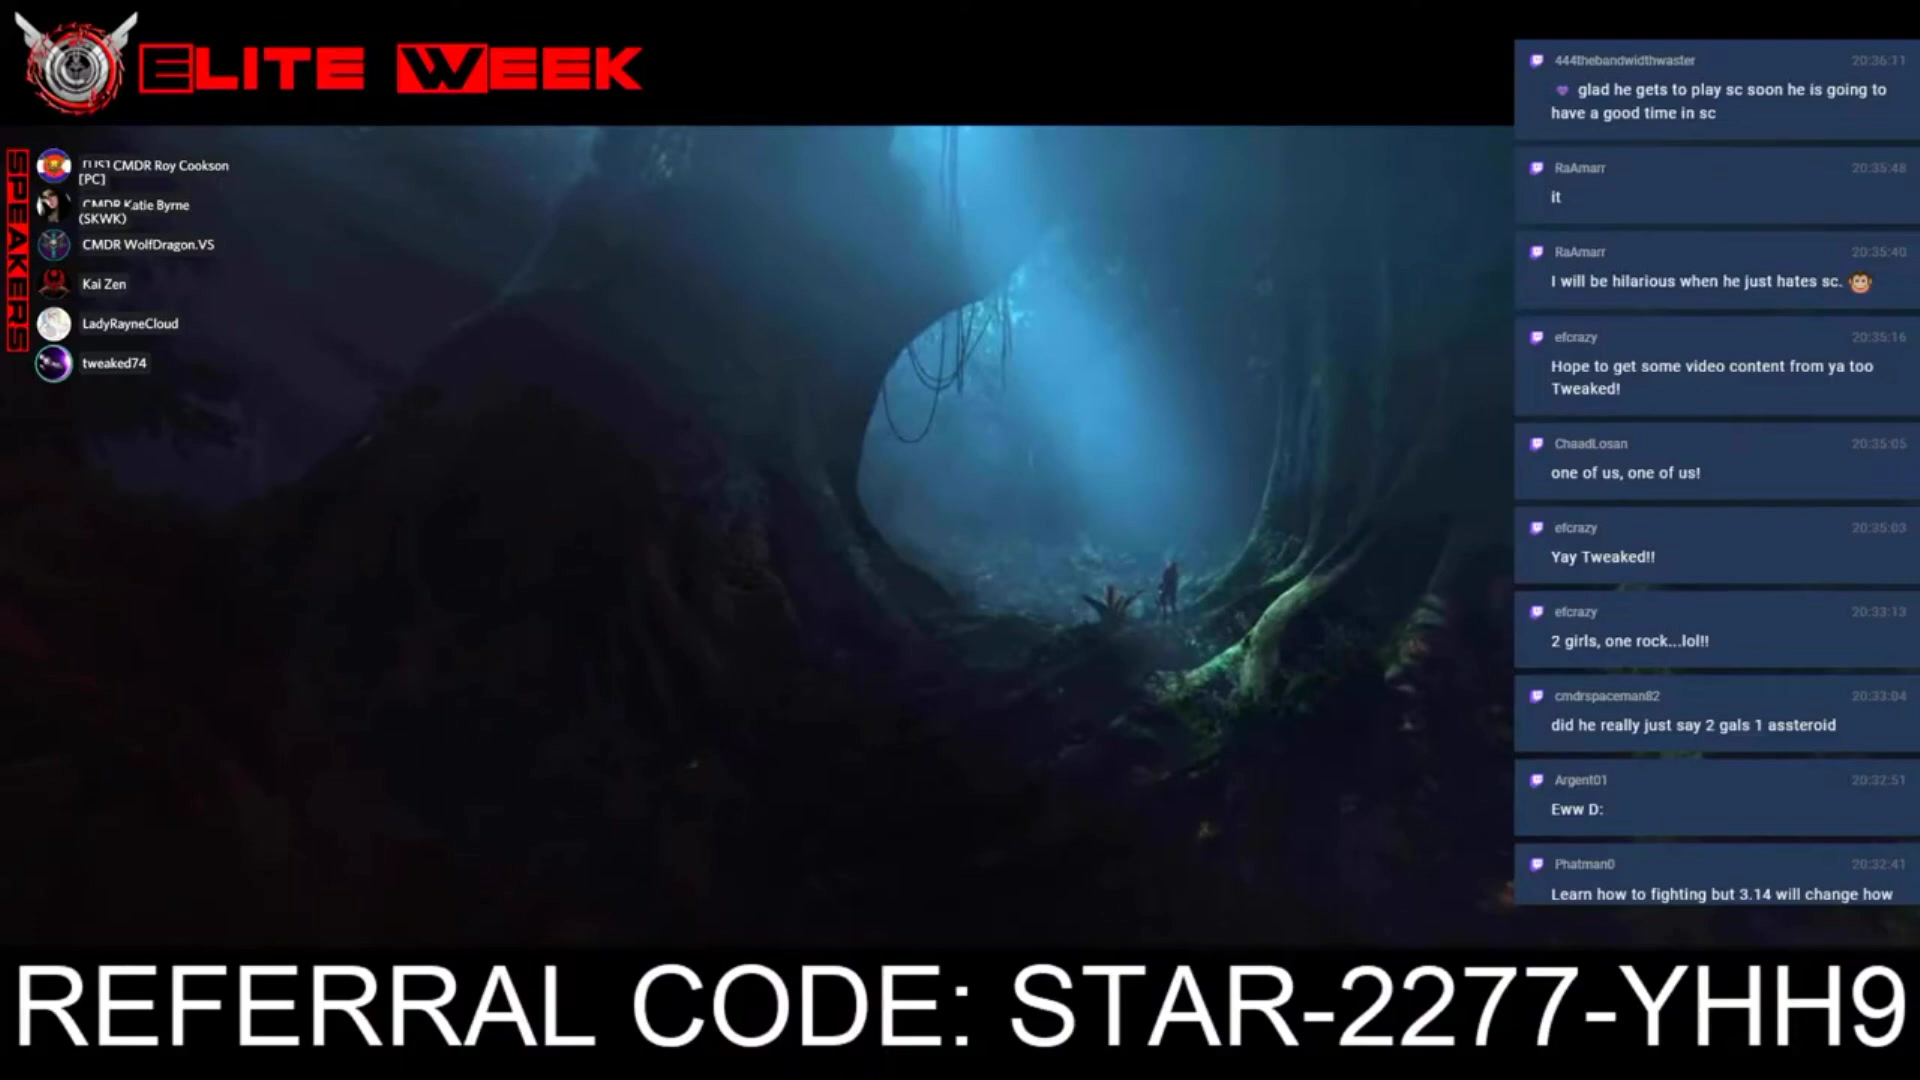 ELITE WEEK
SPEAKERS
[US] CMDR Roy Cookson
[PC]
CMDR Katie Byrne
(SKWK)
CMDR WolfDragon.VS
Kai Zen
LadyRayneCloud
tweaked74
444thebandwidthwaster 20:36:11
glad he gets to play sc soon he is going to
have a good time in sc
RaAmarr 20:35:48
it
RaAmarr 20:35:40
I will be hilarious when he just hates sc.
efcrazy 20:35:16
Hope to get some video content from ya too
Tweaked!
ChaadLosan 20:35:05
one of us, one of us!
efcrazy 20:35:03
Yay Tweaked!!
efcrazy 20:33:13
2 girls, one rock...lol!!
cmdrspaceman82 20:33:04
did he really just say 2 gals 1 assteroid
Argent01 20:32:51
Eww D:
Phatman0 20:32:41
Learn how to fighting but 3.14 will change how
REFERRAL CODE: STAR-2277-YHH9